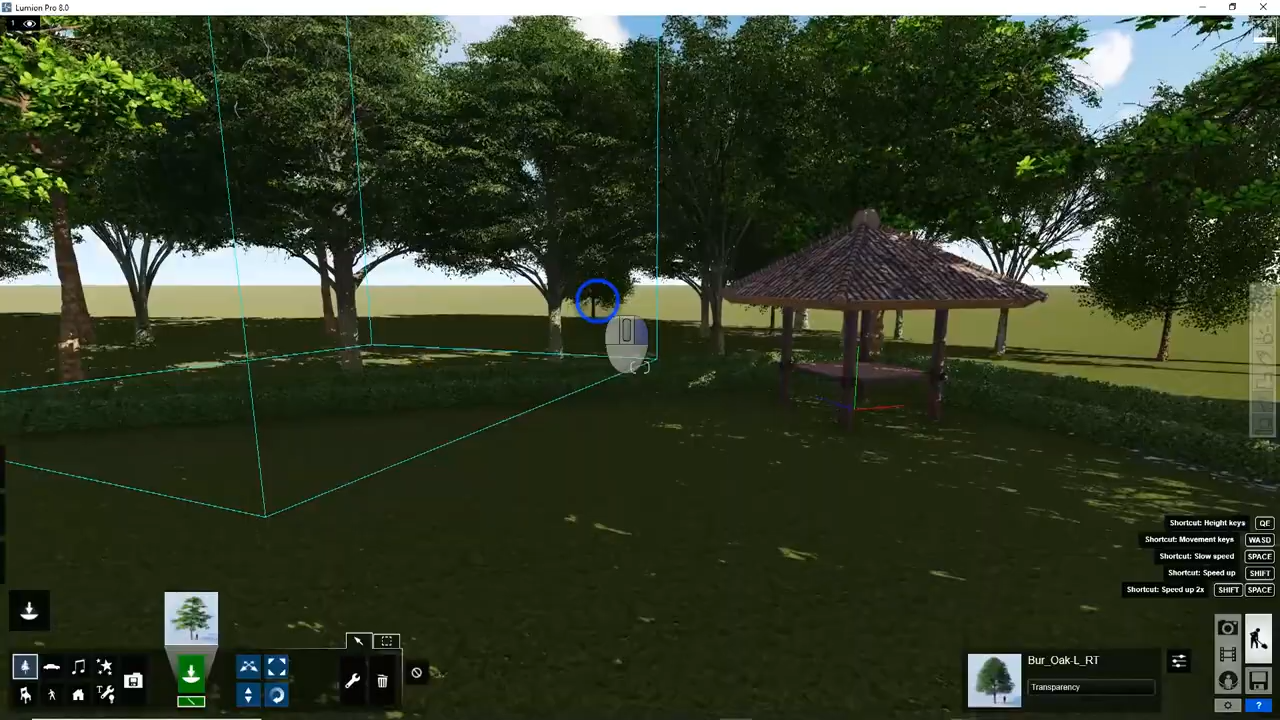 Lumion Pro 8.0
1
Shortcut: Height keys QE
Shortcut: Movement keys WASD
Shortcut: Slow speed SPACE
Shortcut: Speed up SHIFT
Shortcut: Speed up 2x SHIFT SPACE
Bur_Oak-L_RT
Transparency
?